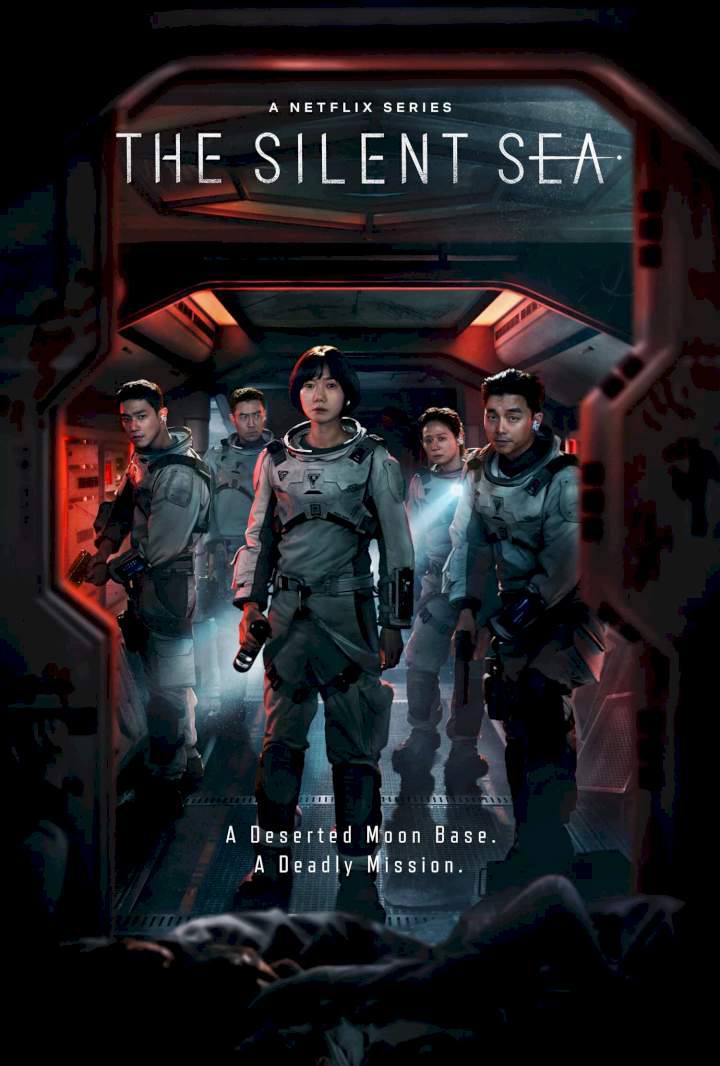 A NETFLIX SERIES
THE SILENT SEA
A Deserted Moon Base.
A Deadly Mission.